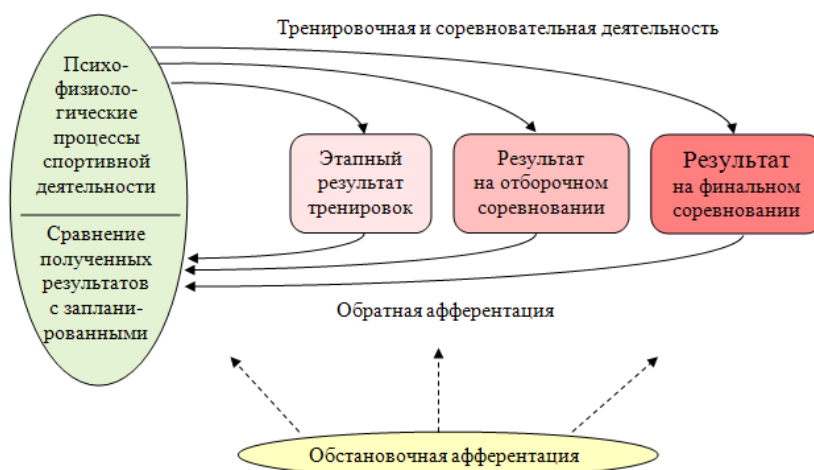 Тренировочная и соревновательная деятельность
Психо-
физиоло-
гические
процессы
спортивной
деятельности
Сравнение
полученных
результатов
с заплани-
рованными
Этапный
результат
тренировок
Результат
на отборочном
соревновании
Результат
на финальном
соревновании
Обратная афферентация
Обстановочная афферентация